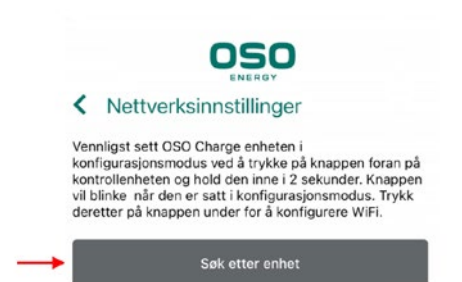 OSO
ENERGY
Nettverksinnstillinger
Vennligst sett OSO Charge enheten i
konfigurasjonsmodus ved å trykke på knappen foran på
kontrollenheten og hold den inne i 2 sekunder. Knappen
vil blinke når den er satt i konfigurasjonsmodus. Trykk
deretter på knappen under for å konfigurere WiFi.
Søk etter enhet